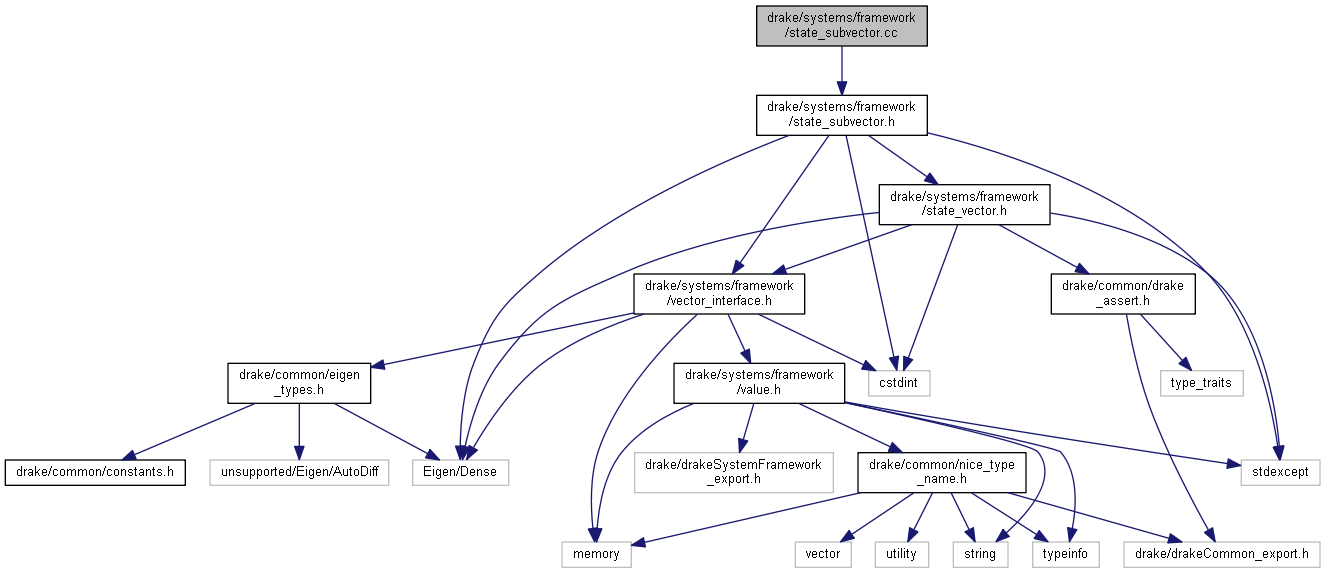 drake/systems/framework
/state_subvector.cc
drake/systems/framework
/state_subvector.h
drake/systems/framework
/state_vector.h
drake/systems/framework
/vector_interface.h
drake/common/drake
_assert.h
drake/common/eigen
_types.h
drake/systems/framework
/value.h
cstdint
type_traits
drake/common/constants.h
unsupported/Eigen/AutoDiff
Eigen/Dense
drake/drakeSystemFramework
_export.h
drake/common/nice_type
_name.h
stdexcept
memory
vector
utility
string
typeinfo
drake/drakeCommon_export.h